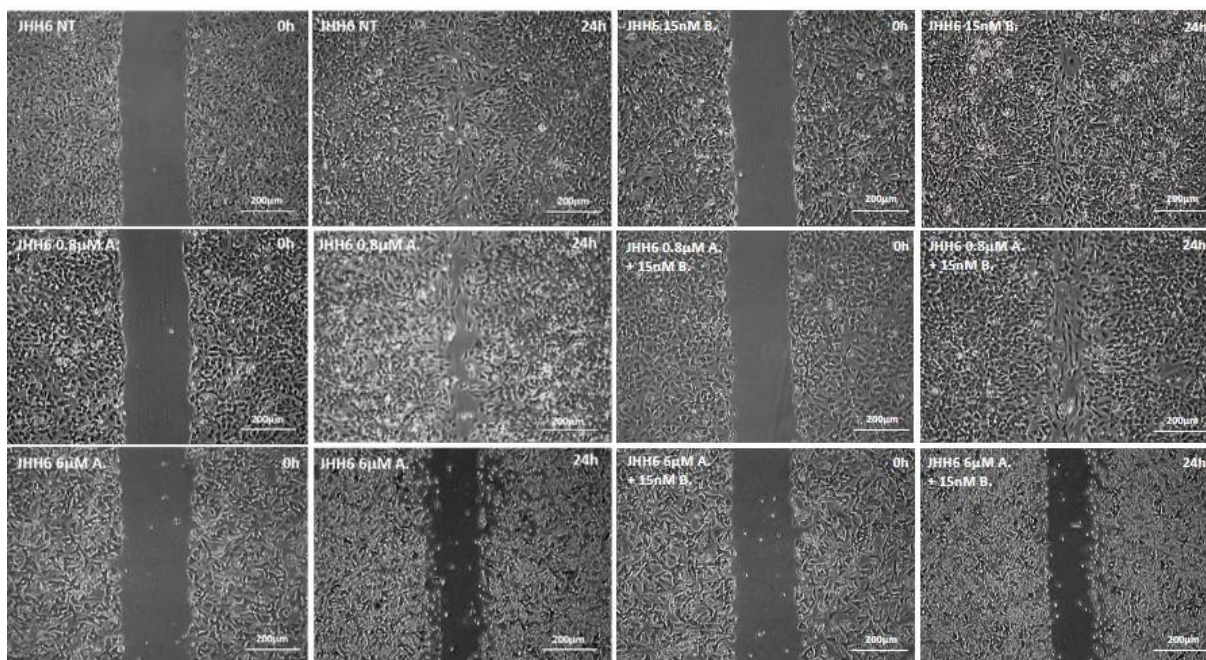 JHH6 NT 0h
200µm
JHH6 NT 24h
200µm
JHH6 15nM B. 0h
200µm
JHH6 15nM B. 24h
200µm
JHH6 0.8µM A. 0h
200µm
JHH6 0.8µM A. 24h
200µm
JHH6 0.8µM A. 0h
+ 15nM B.
200µm
JHH6 0.8µM A. 24h
+ 15nM B.
200µm
JHH6 6µM A. 0h
200µm
JHH6 6µM A. 24h
200µm
JHH6 6µM A. 0h
+ 15nM B.
200µm
JHH6 6µM A. 24h
+ 15nM B.
200µm